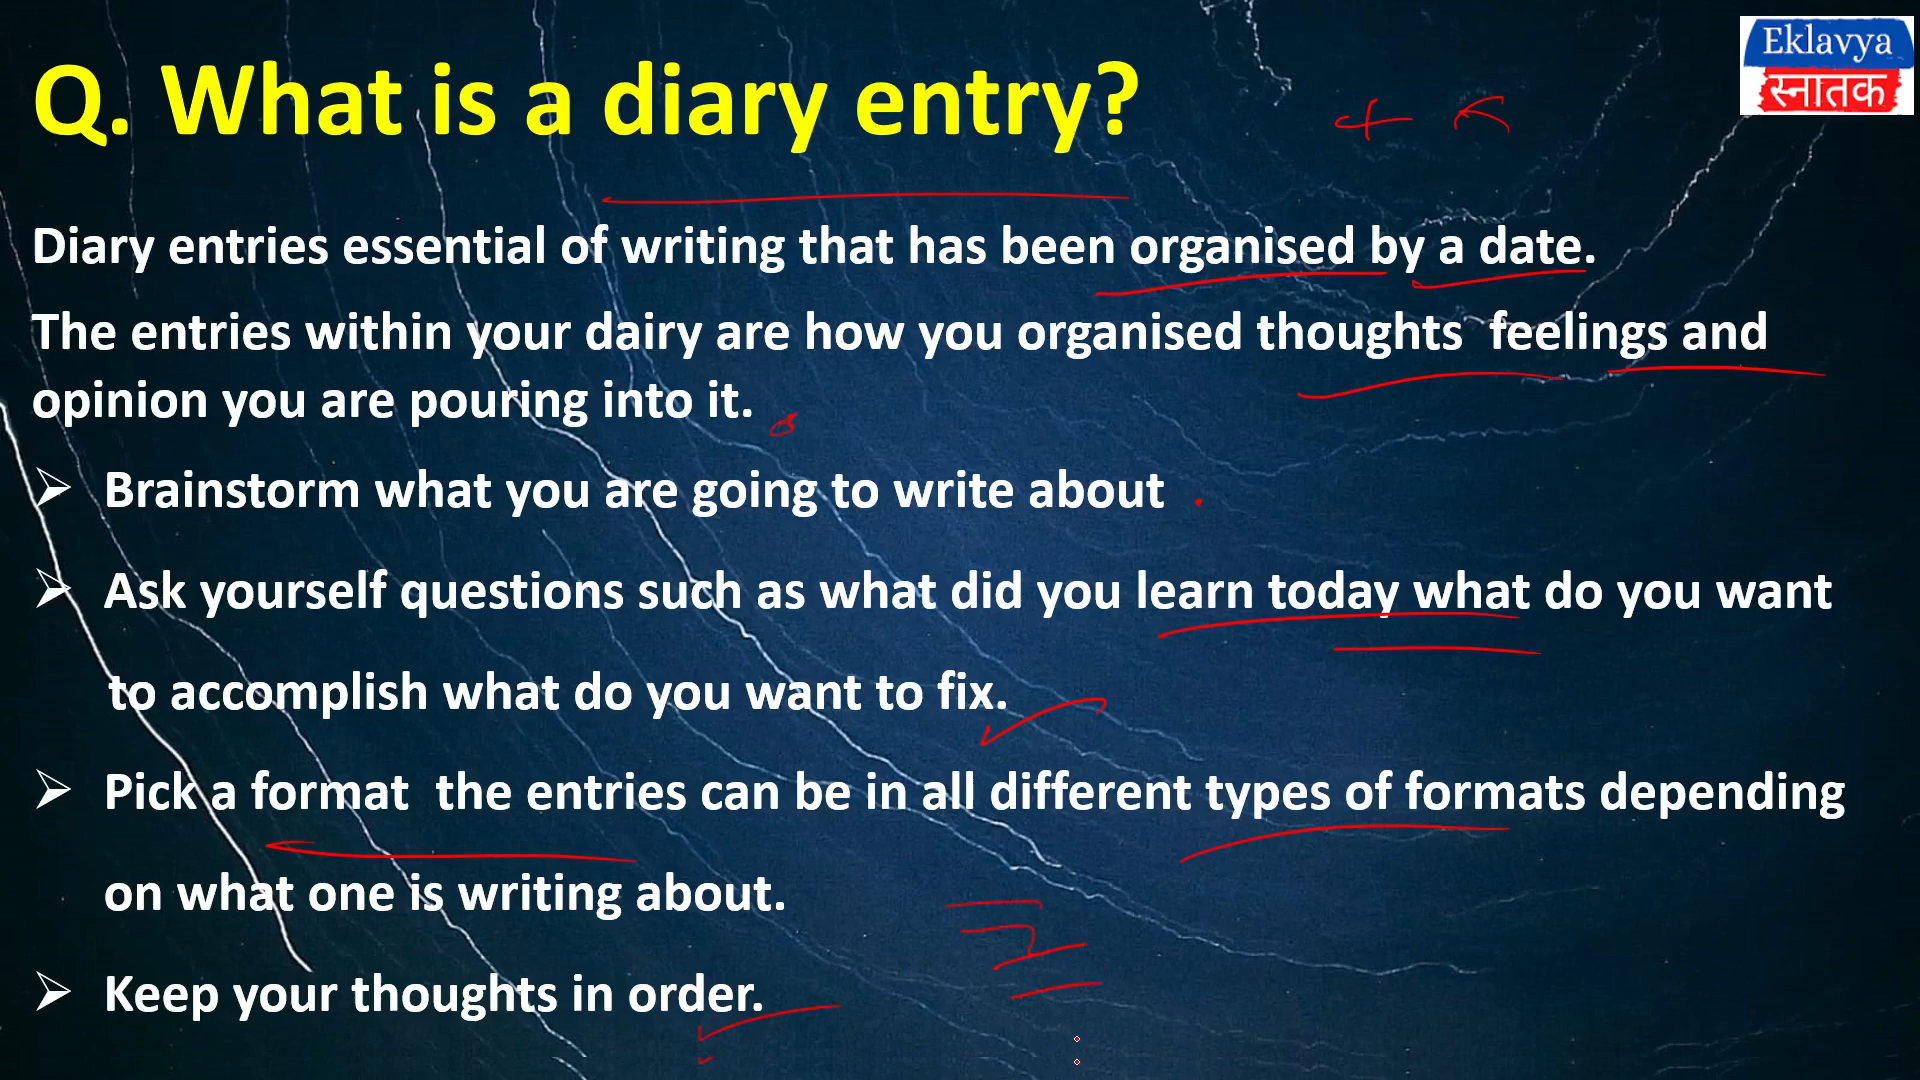 Eklavya
स्नातक
Q. What is a diary entry?
Diary entries essential of writing that has been organised by a date.
The entries within your dairy are how you organised thoughts feelings and
opinion you are pouring into it.
Brainstorm what you are going to write about
Ask yourself questions such as what did you learn today what do you want
to accomplish what do you want to fix.
Pick a format the entries can be in all different types of formats depending
on what one is writing about.
Keep your thoughts in order.